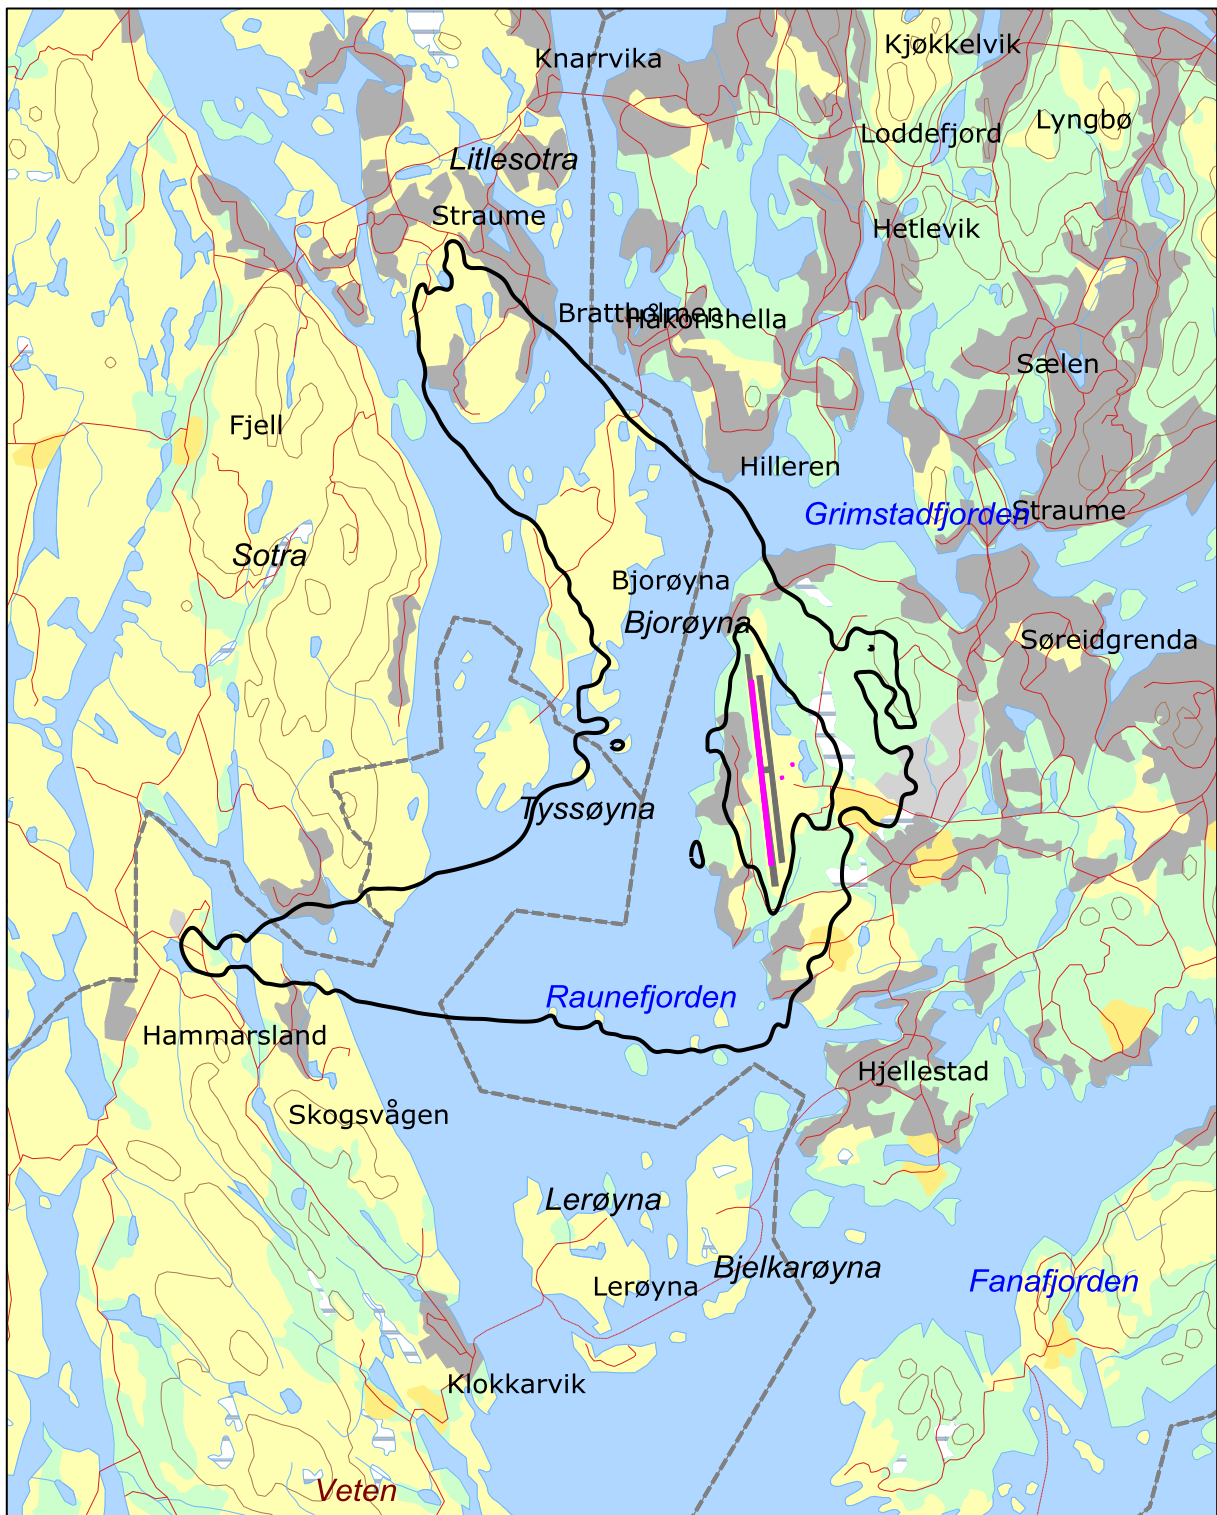 Kjøkkelvik
Knarrvika
Lyngbø
Loddefjord
Litlesotra
Straume
Hetlevik
Brattholmen
Håkonshella
Sælen
Fjell
Hilleren
Grimstadfjorden
Straume
Sotra
Bjorøyna
Bjorøyna
Søreidgrenda
Tyssøyna
Raunefjorden
Hammarsland
Hjellestad
Skogsvågen
Lerøyna
Bjelkarøyna
Fanafjorden
Lerøyna
Klokkarvik
Veten